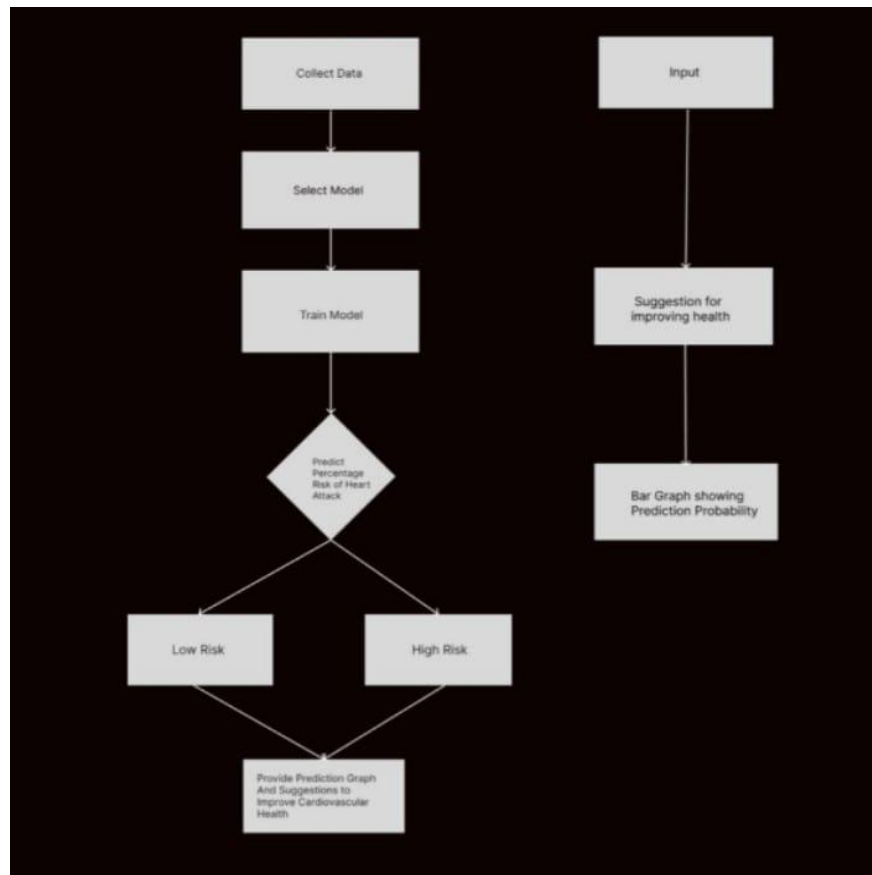 Collect Data
Select Model
Train Model
Predict
Percentage
Risk of Heart
Attack
Low Risk
High Risk
Provide Prediction Graph
And Suggestions to
Improve Cardiovascular
Health
Input
Suggestion for
improving health
Bar Graph showing
Prediction Probability